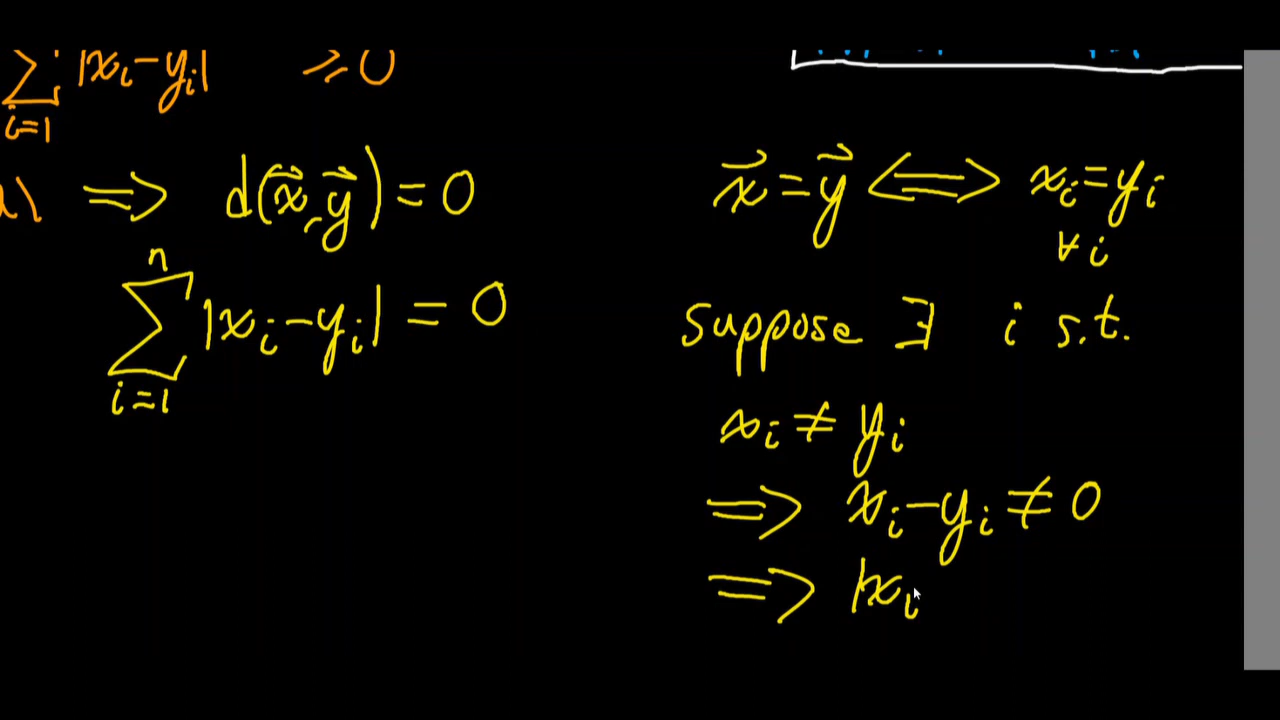 ∑ |xᵢ-yᵢ| ≥0
i=1
⟹ d(x⃗,y⃗)=0
n
∑ |xᵢ-yᵢ| = 0
i=1
x⃗=y⃗ ⟺ xᵢ=yᵢ
∀i
suppose ∃ i s.t.
xᵢ ≠ yᵢ
⟹ xᵢ-yᵢ ≠ 0
⟹ |xᵢ